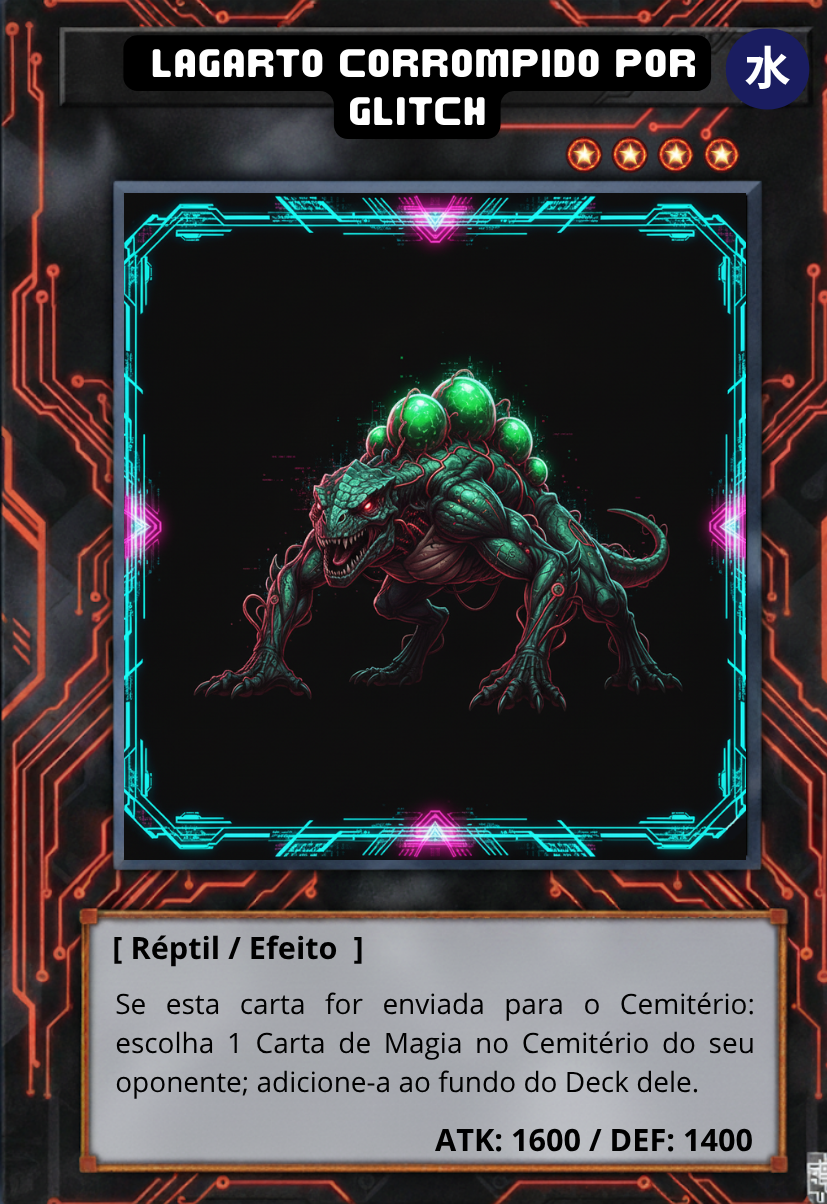 LAGARTO CORROMPIDO POR
GLITCH
水
[ Réptil / Efeito ]
Se esta carta for enviada para o Cemitério:
escolha 1 Carta de Magia no Cemitério do seu
oponente; adicione-a ao fundo do Deck dele.
ATK: 1600 / DEF: 1400